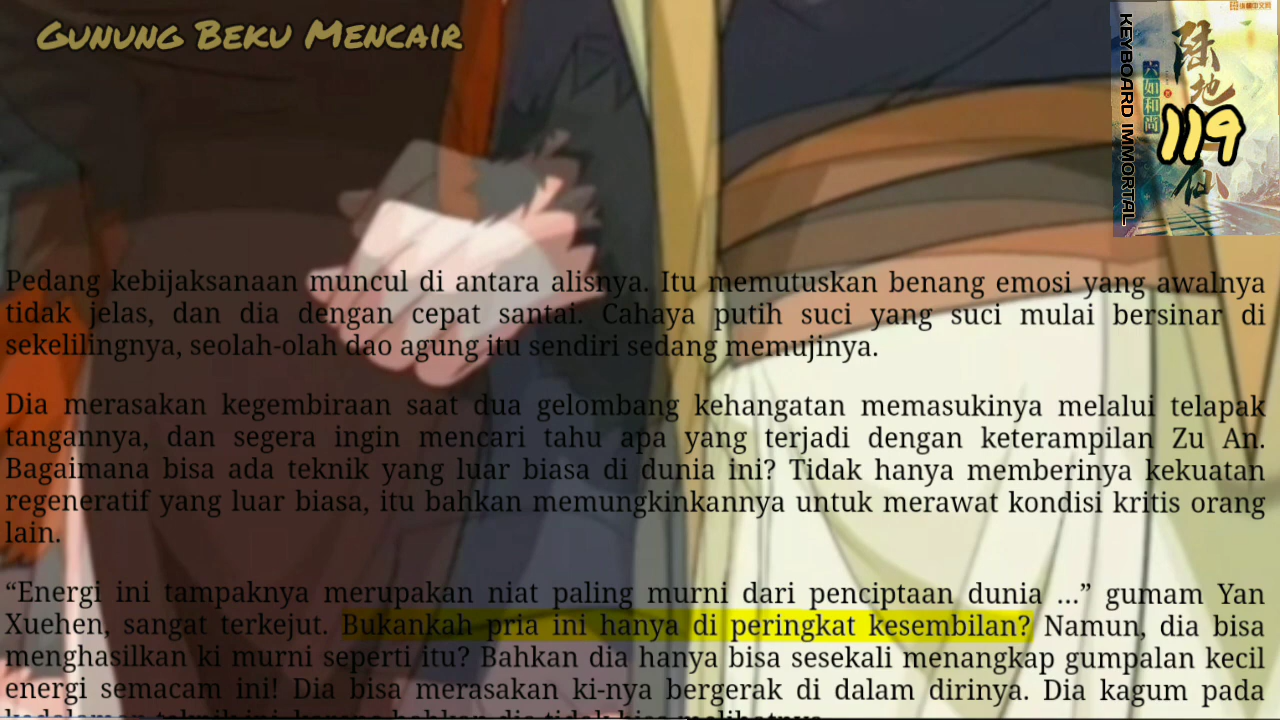 Gunung Beku Mencair
KEYBOARD IMMORTAL
陆地
仙
六如和尚
119
Pedang kebijaksanaan muncul di antara alisnya. Itu memutuskan benang emosi yang awalnya
tidak jelas, dan dia dengan cepat santai. Cahaya putih suci yang suci mulai bersinar di
sekelilingnya, seolah-olah dao agung itu sendiri sedang memujinya.
Dia merasakan kegembiraan saat dua gelombang kehangatan memasukinya melalui telapak
tangannya, dan segera ingin mencari tahu apa yang terjadi dengan keterampilan Zu An.
Bagaimana bisa ada teknik yang luar biasa di dunia ini? Tidak hanya memberinya kekuatan
regeneratif yang luar biasa, itu bahkan memungkinkannya untuk merawat kondisi kritis orang
lain.
“Energi ini tampaknya merupakan niat paling murni dari penciptaan dunia ...” gumam Yan
Xuehen, sangat terkejut. Bukankah pria ini hanya di peringkat kesembilan? Namun, dia bisa
menghasilkan ki murni seperti itu? Bahkan dia hanya bisa sesekali menangkap gumpalan kecil
energi semacam ini! Dia bisa merasakan ki-nya bergerak di dalam dirinya. Dia kagum pada